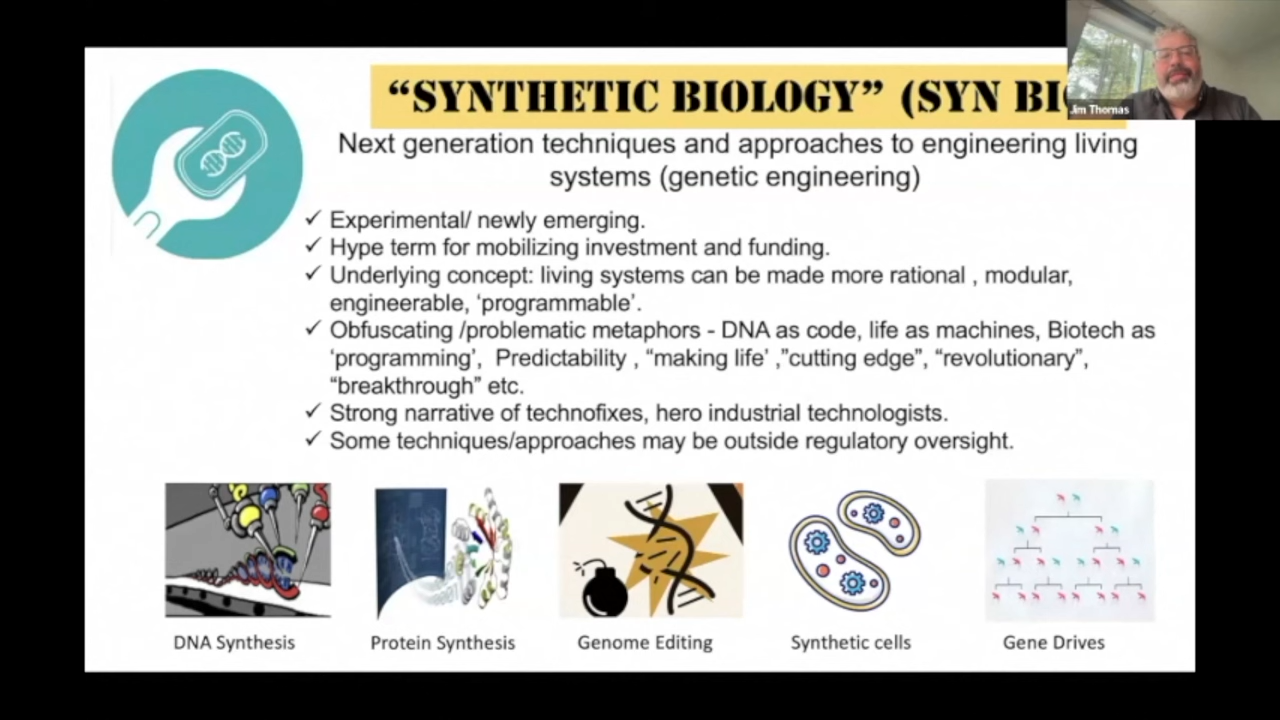 “SYNTHETIC BIOLOGY” (SYN
Jim Thomas
Next generation techniques and approaches to engineering living
systems (genetic engineering)
✓ Experimental/ newly emerging.
✓ Hype term for mobilizing investment and funding.
✓ Underlying concept: living systems can be made more rational , modular,
engineerable, ‘programmable’.
✓ Obfuscating /problematic metaphors - DNA as code, life as machines, Biotech as
‘programming’, Predictability , “making life’ ,”cutting edge”, “revolutionary”,
“breakthrough” etc.
✓ Strong narrative of technofixes, hero industrial technologists.
✓ Some techniques/approaches may be outside regulatory oversight.
DNA Synthesis
Protein Synthesis
Genome Editing
Synthetic cells
Gene Drives